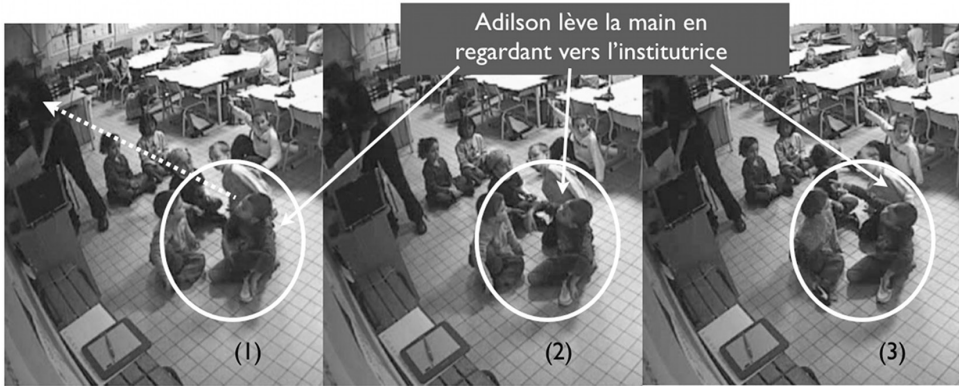 Adilson lève la main en
regardant vers l’institutrice
(1)
(2)
(3)